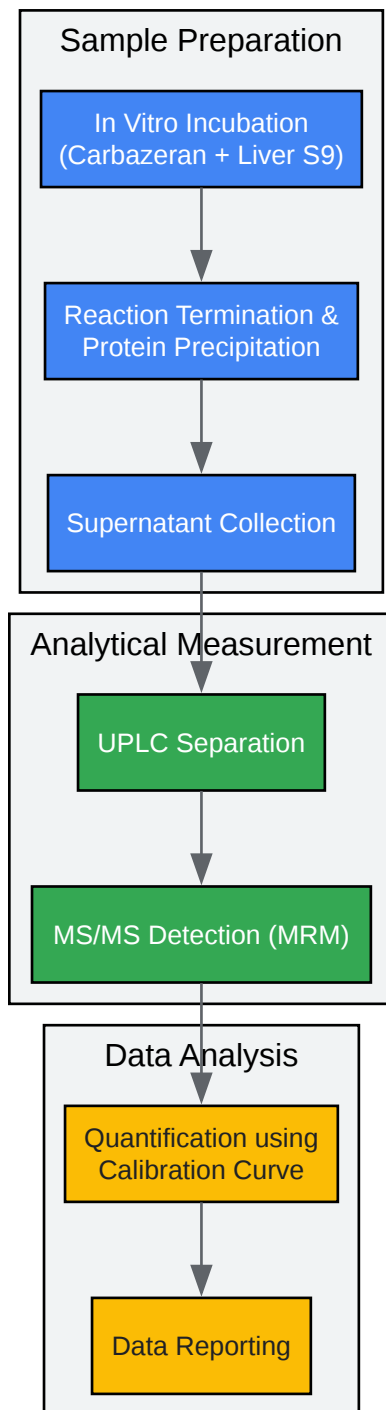 Sample Preparation
In Vitro Incubation
(Carbazeran + Liver S9)
Reaction Termination &
Protein Precipitation
Supernatant Collection
Analytical Measurement
UPLC Separation
MS/MS Detection (MRM)
Data Analysis
Quantification using
Calibration Curve
Data Reporting